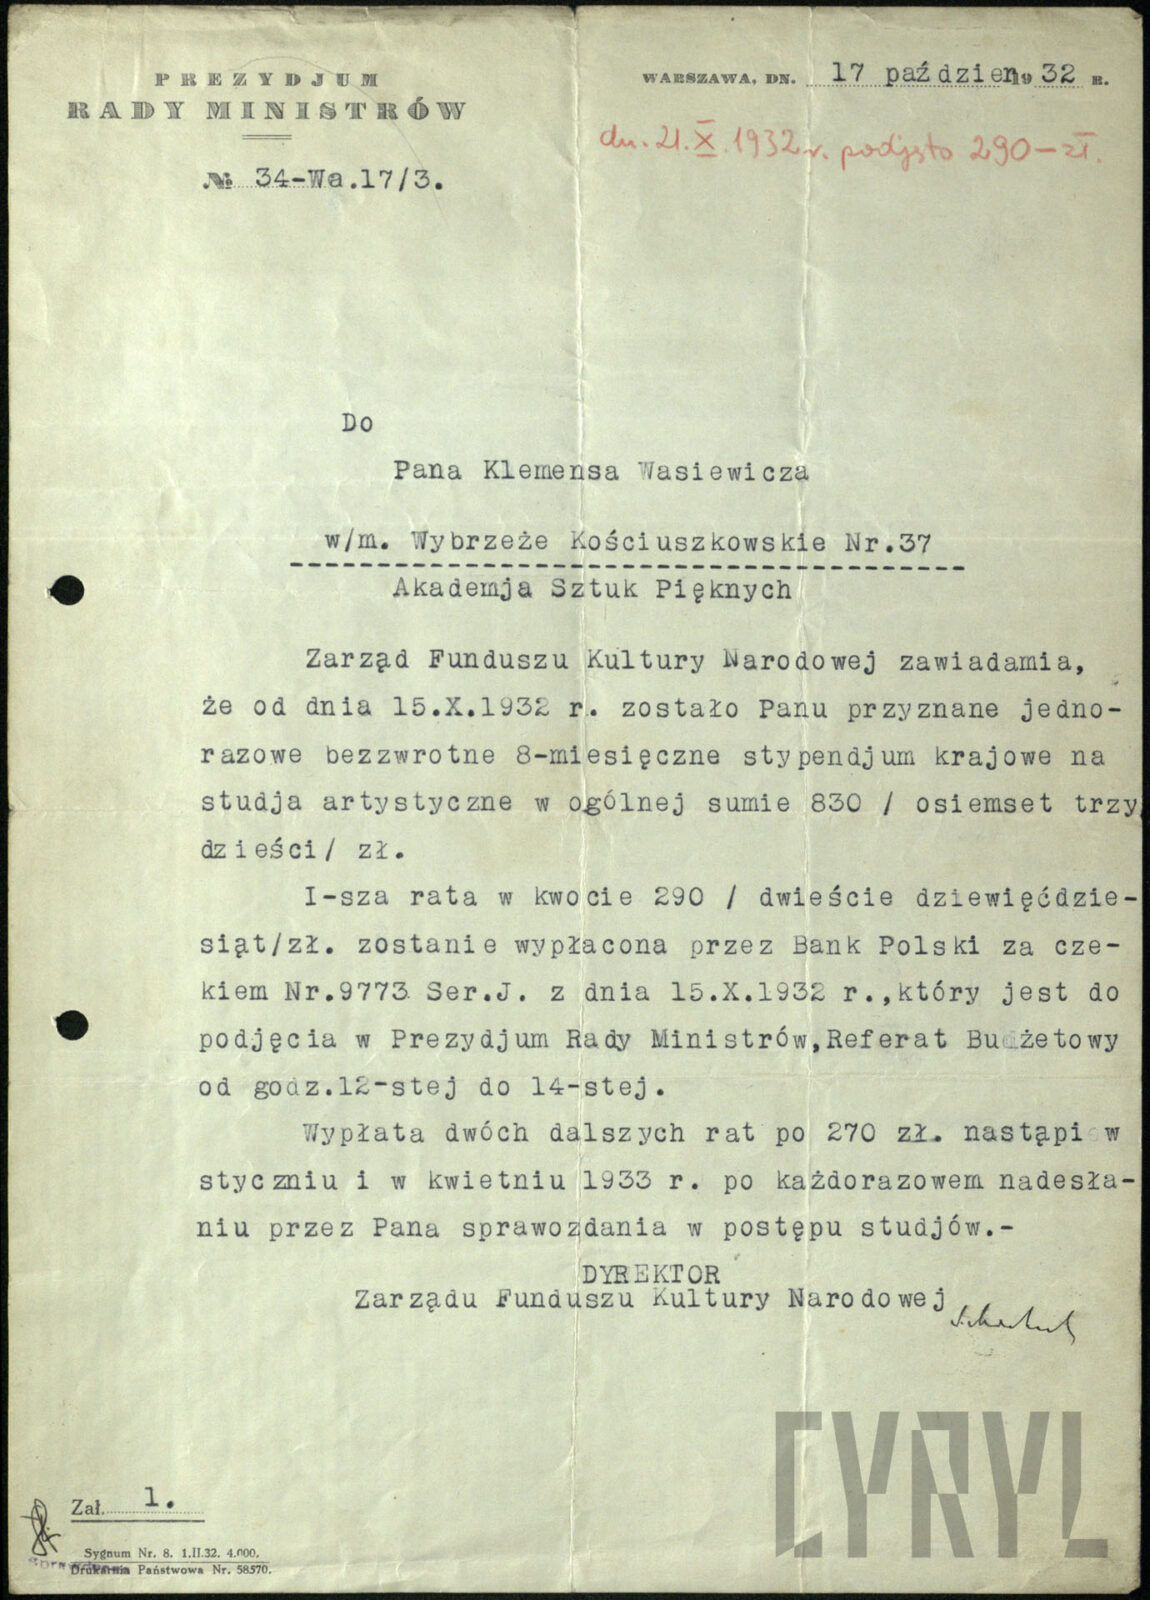 PREZYDJUM
RADY MINISTRÓW
№ 34-Wa.17/3.
WARSZAWA, DN. 17 paździer 1932 R.
dn. 21.X.1932 r. podjęto 290 - zł.
Do
Pana Klemensa Wasiewicza
w/m. Wybrzeże Kościuszkowskie Nr.37
Akademja Sztuk Pięknych
Zarząd Funduszu Kultury Narodowej zawiadamia,
że od dnia 15.X.1932 r. zostało Panu przyznane jedno-
razowe bezzwrotne 8-miesięczne stypendjum krajowe na
studja artystyczne w ogólnej sumie 830 / osiemset trzy
dzieści/ zł.
I-sza rata w kwocie 290 / dwieście dziewięćdzie-
siąt/zł. zostanie wypłacona przez Bank Polski za cze-
kiem Nr.9773 Ser.J. z dnia 15.X.1932 r.,który jest do
podjęcia w Prezydjum Rady Ministrów,Referat Budżetowy
od godz.12-stej do 14-stej.
Wypłata dwóch dalszych rat po 270 zł. nastąpi w
styczniu i w kwietniu 1933 r. po każdorazowem nadesła-
niu przez Pana sprawozdania w postępu studjów.-
DYREKTOR
Zarządu Funduszu Kultury Narodowej
Zał. 1.
Sygnum Nr. 8. 1.II.32. 4.000.
Drukarnia Państwowa Nr. 58570.
CYRYL